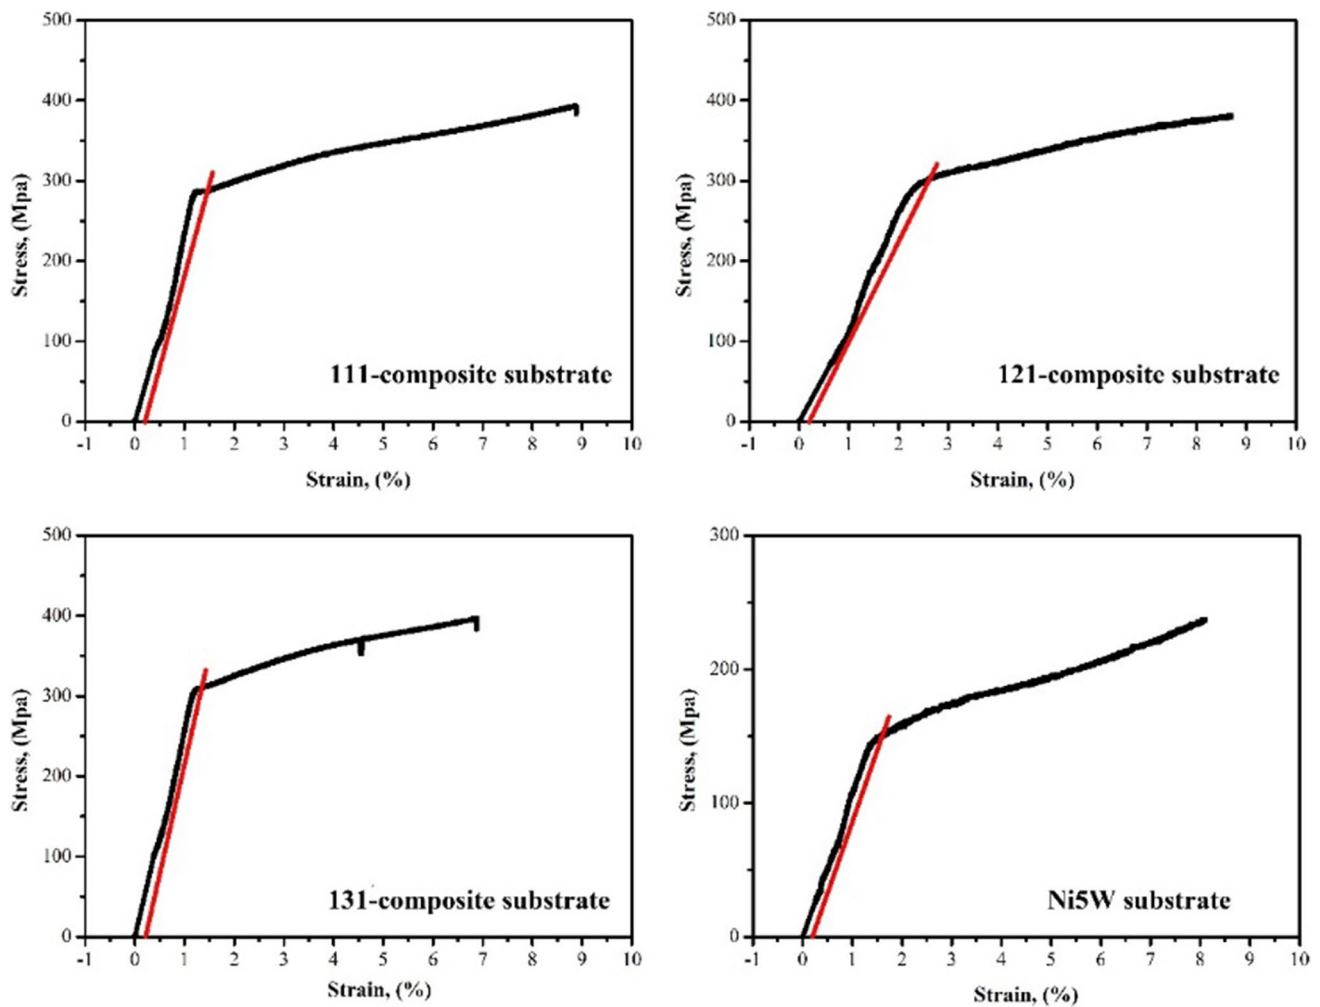 500
400
300
200
100
0
Stress, (Mpa)
111-composite substrate
-1 0 1 2 3 4 5 6 7 8 9 10
Strain, (%)
500
400
300
200
100
0
Stress, (Mpa)
121-composite substrate
-1 0 1 2 3 4 5 6 7 8 9 10
Strain, (%)
500
400
300
200
100
0
Stress, (Mpa)
131-composite substrate
-1 0 1 2 3 4 5 6 7 8 9 10
Strain, (%)
300
200
100
0
Stress, (Mpa)
Ni5W substrate
-1 0 1 2 3 4 5 6 7 8 9 10
Strain, (%)